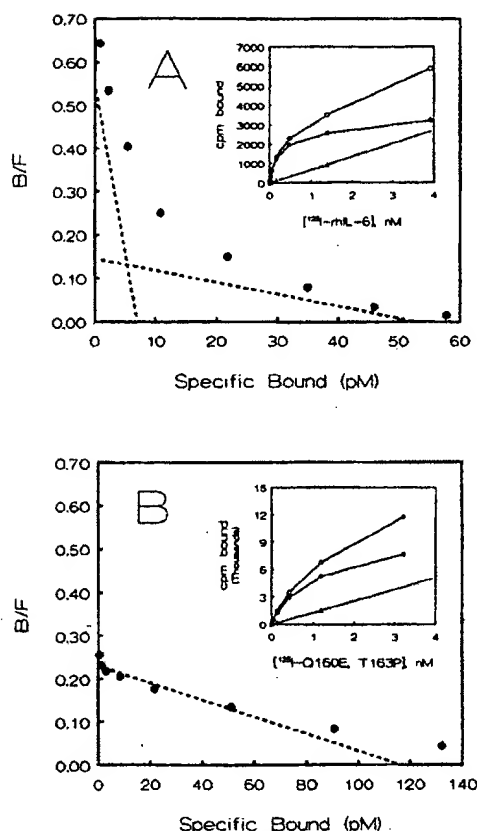 A
0.70
0.60
0.50
0.40
0.30
0.20
0.10
0.00
B/F
0 10 20 30 40 50 60
Specific Bound (pM)
7000
6000
5000
4000
3000
2000
1000
0
cpm bound
0 1 2 3 4
[¹²⁵I-rhIL-6], nM
B
0.70
0.60
0.50
0.40
0.30
0.20
0.10
0.00
B/F
0 20 40 60 80 100 120 140
Specific Bound (pM)
15
12
9
6
3
0
cpm bound
(Thousands)
0 1 2 3 4
[¹²⁵I-Q160E, T163P], nM